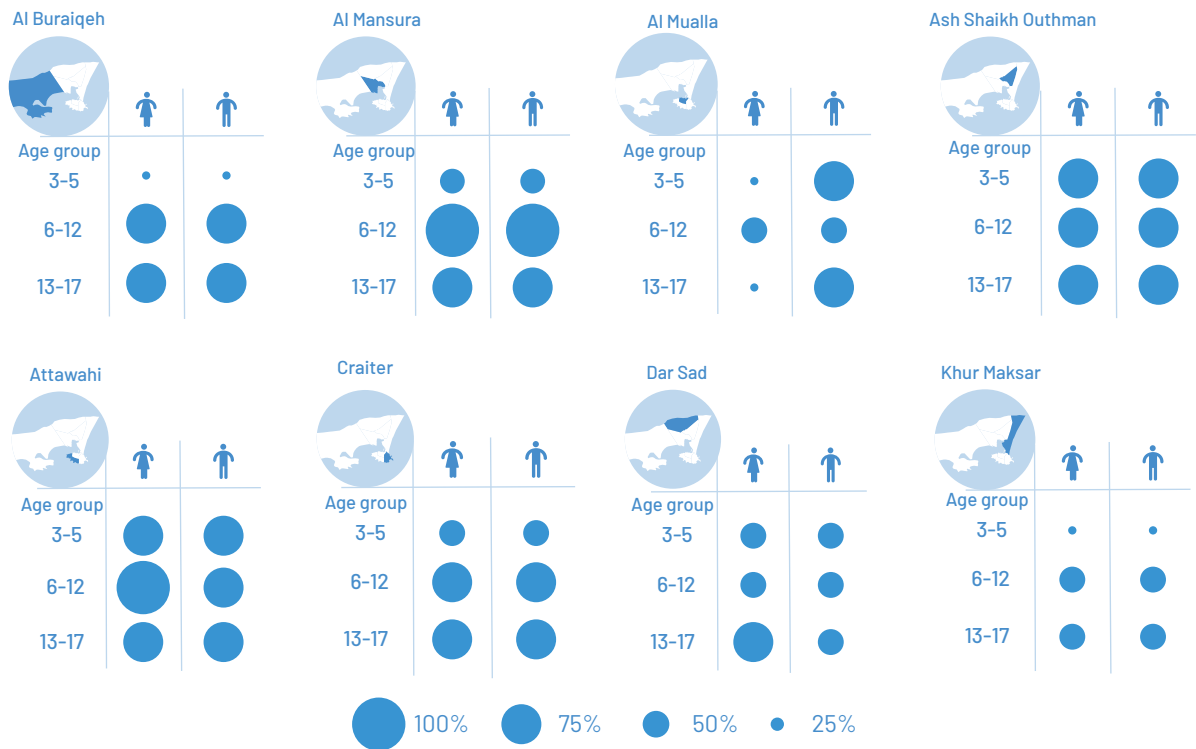 Al Buraiqeh
Age group
3-5
6-12
13-17
Al Mansura
Age group
3-5
6-12
13-17
Al Mualla
Age group
3-5
6-12
13-17
Ash Shaikh Outhman
Age group
3-5
6-12
13-17
Attawahi
Age group
3-5
6-12
13-17
Craiter
Age group
3-5
6-12
13-17
Dar Sad
Age group
3-5
6-12
13-17
Khur Maksar
Age group
3-5
6-12
13-17
100% 75% 50% 25%